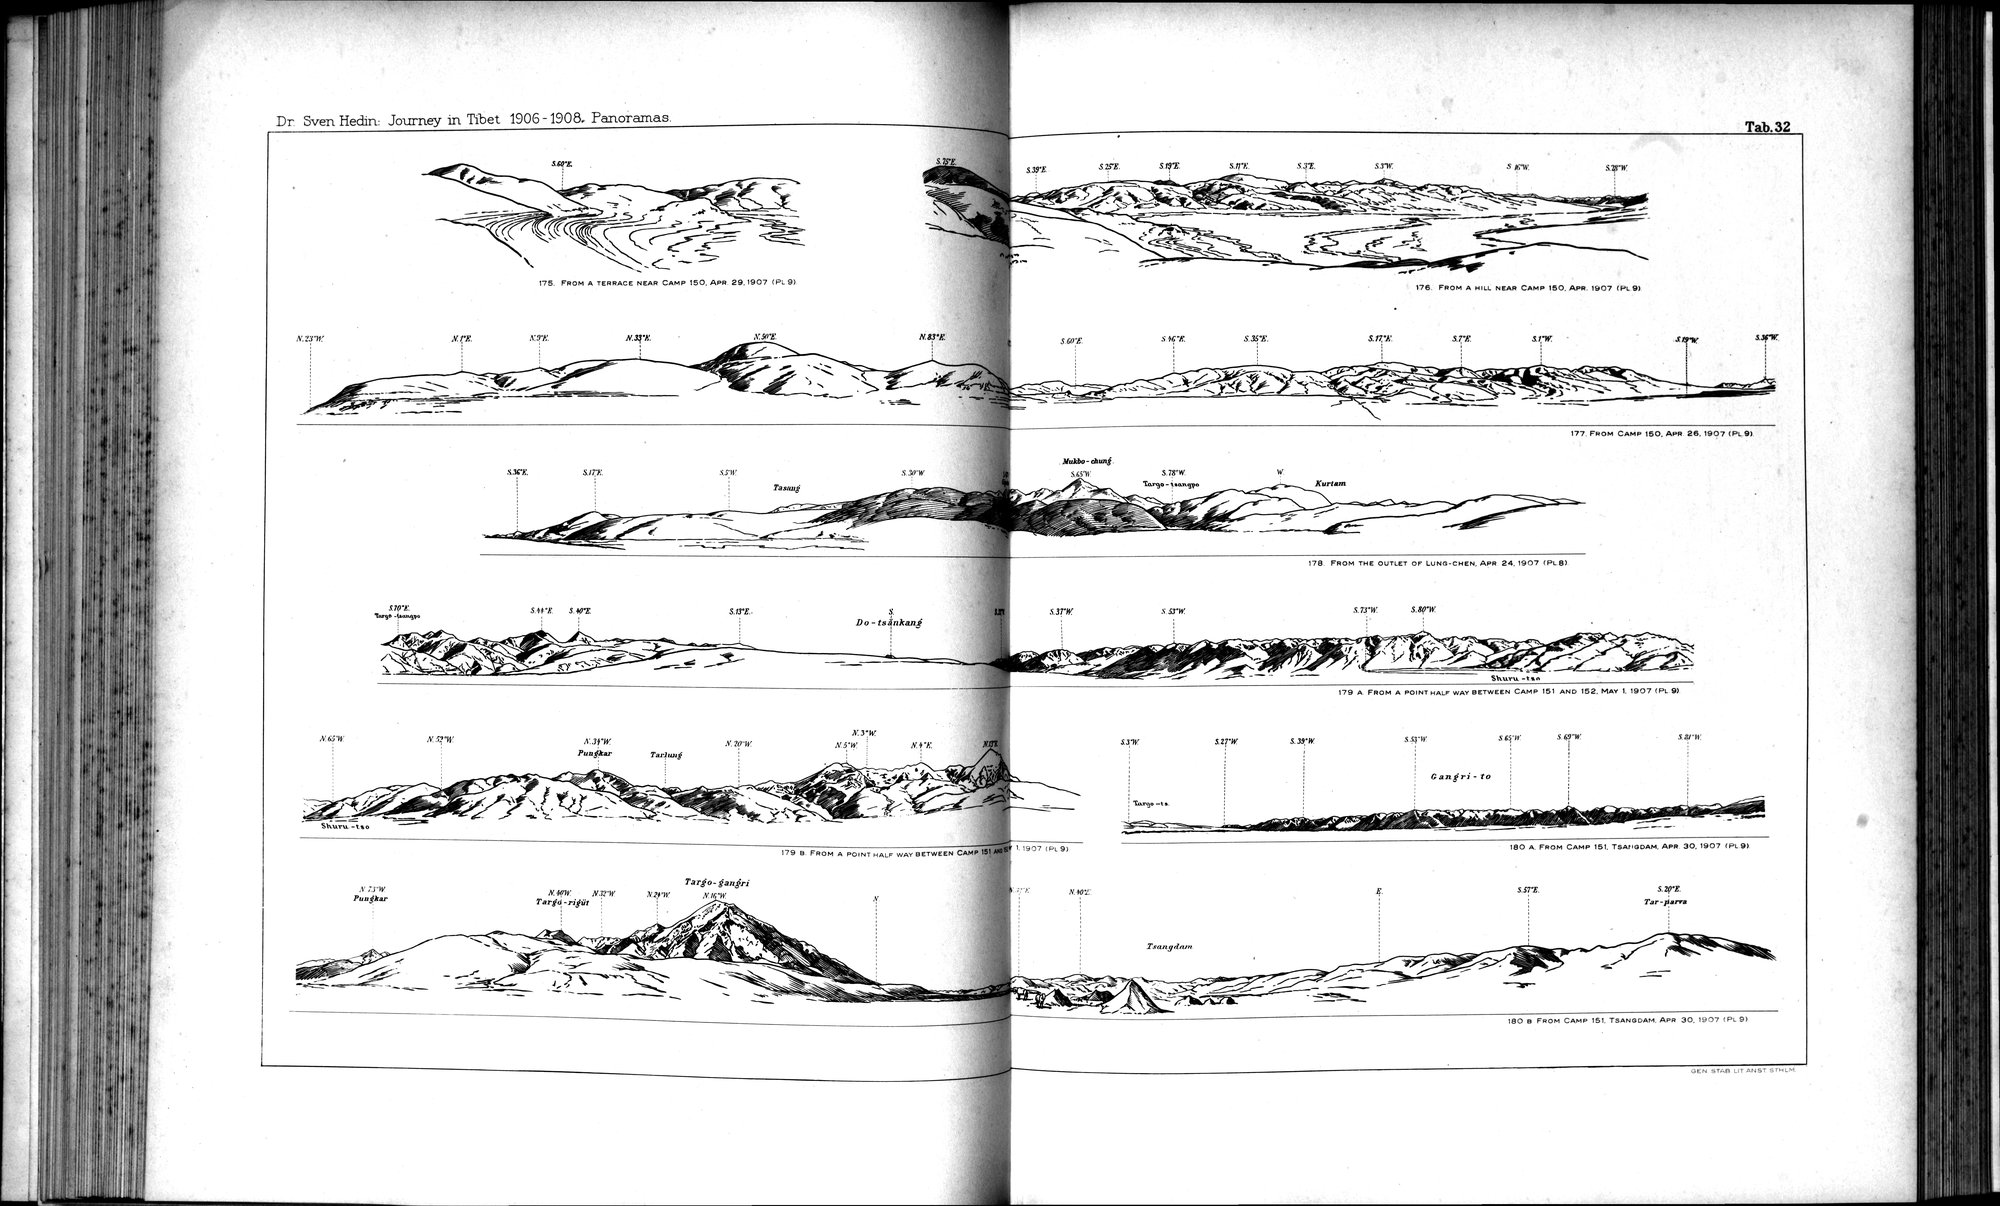 Dr. Sven Hedin: Journey in Tibet 1906-1908. Panoramas.
Tab. 32
S.60°E.
175. From a terrace near Camp 150, Apr. 29, 1907 (Pl. 9)
S.75°E. S.39°E. S.25°E. S.19°E. S.11°E. S.3°E. S.3°W. S.16°W. S.28°W.
176. From a hill near Camp 150, Apr. 1907 (Pl. 9)
N.23°W. N.1°E. N.9°E. N.33°E. N.50°E. N.83°E. S.60°E. S.46°E. S.35°E. S.17°E. S.7°E. S.1°W. S.19°W. S.36°W.
177. From Camp 150, Apr. 26, 1907 (Pl. 9)
Mukbo-chung
S.36°E. S.17°E. S.5°W. S.30°W. S.65°W. S.78°W. W.
Tasang Targo-tsangpo Kurtam
178. From the outlet of Lung-chen, Apr. 24, 1907 (Pl. 8)
S.70°E. S.44°E. S.40°E. S.13°E. S. S.37°W. S.53°W. S.73°W. S.80°W.
Targo-tsangpo Do-tsänkang
Shuru-tso
179 A. From a point half way between Camp 151 and 152, May 1, 1907 (Pl. 9)
N.65°W. N.52°W. N.34°W. N.20°W. N.5°W. N.3°W. N.4°E.
Pungkar Tarlung
Shuru-tso
179 B. From a point half way between Camp 151 and 1, 1907 (Pl. 9)
S.3°W. S.27°W. S.39°W. S.53°W. S.65°W. S.69°W. S.81°W.
Gangri-to
Targo-ts.
180 A. From Camp 151, Tsangdam, Apr. 30, 1907 (Pl. 9)
Targo-gangri
N.73°W. N.40°W. N.32°W. N.24°W. N.16°W. N N.40°E. E. S.57°E. S.20°E.
Pungkar Targo-rigüt Tar-parva
Tsangdam
180 B From Camp 151, Tsangdam, Apr. 30, 1907 (Pl. 9)
GEN. STAB. LIT. ANST. STHLM.